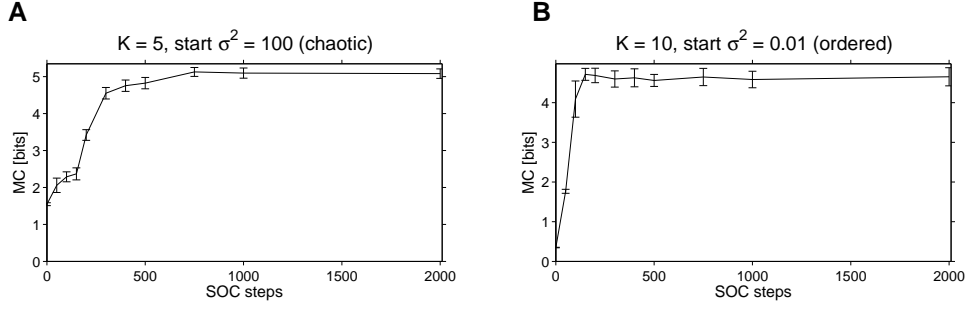 A
K = 5, start σ² = 100 (chaotic)
MC [bits]
5
4
3
2
1
0
0 500 1000 1500 2000
SOC steps
B
K = 10, start σ² = 0.01 (ordered)
MC [bits]
4
3
2
1
0
0 500 1000 1500 2000
SOC steps